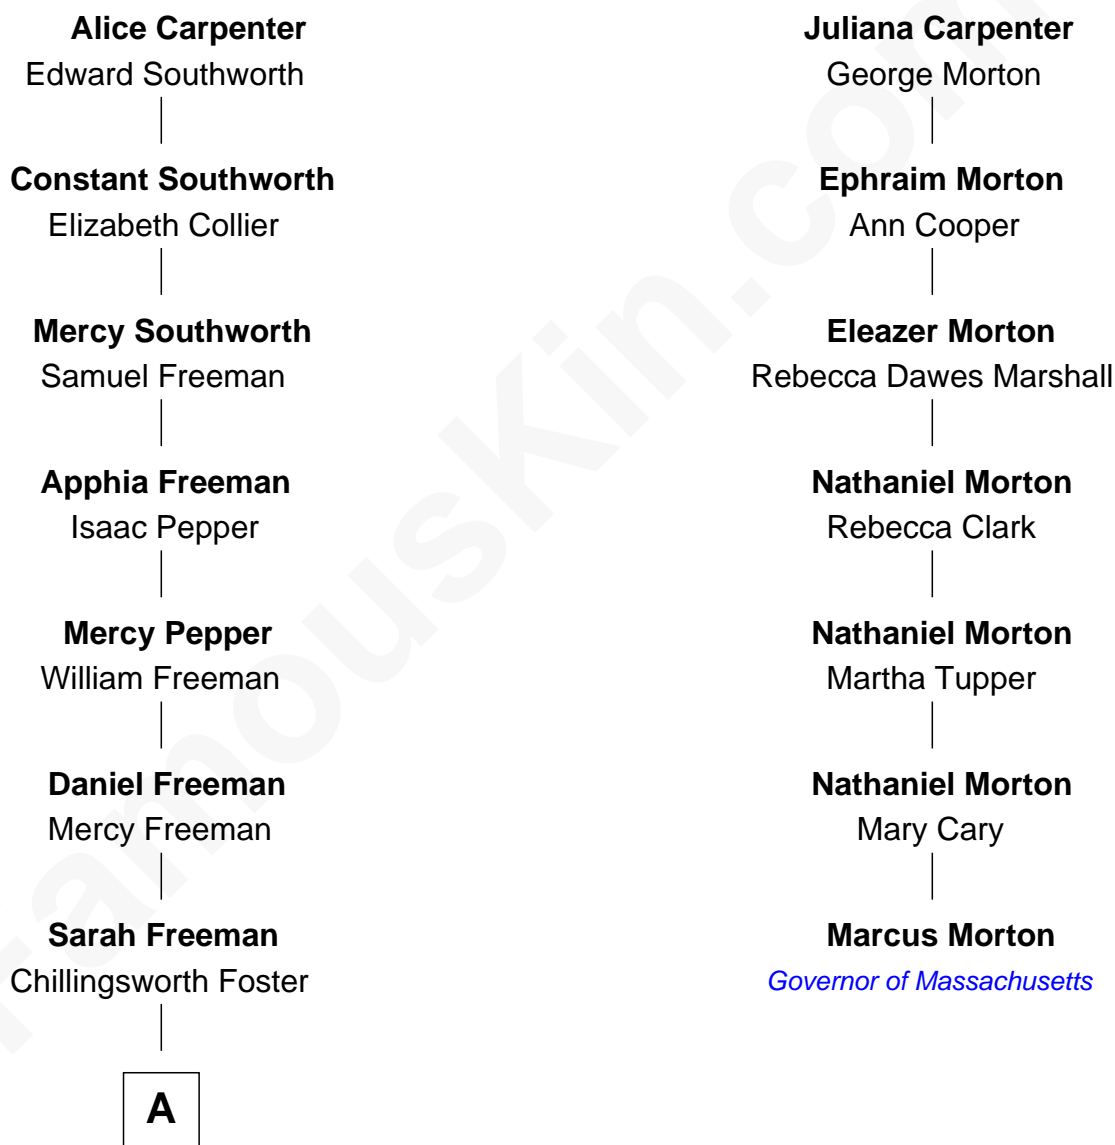 Alice Carpenter
Edward Southworth
Constant Southworth
Elizabeth Collier
Mercy Southworth
Samuel Freeman
Apphia Freeman
Isaac Pepper
Mercy Pepper
William Freeman
Daniel Freeman
Mercy Freeman
Sarah Freeman
Chillingsworth Foster
A
Juliana Carpenter
George Morton
Ephraim Morton
Ann Cooper
Eleazer Morton
Rebecca Dawes Marshall
Nathaniel Morton
Rebecca Clark
Nathaniel Morton
Martha Tupper
Nathaniel Morton
Mary Cary
Marcus Morton
Governor of Massachusetts
FamousKin.com